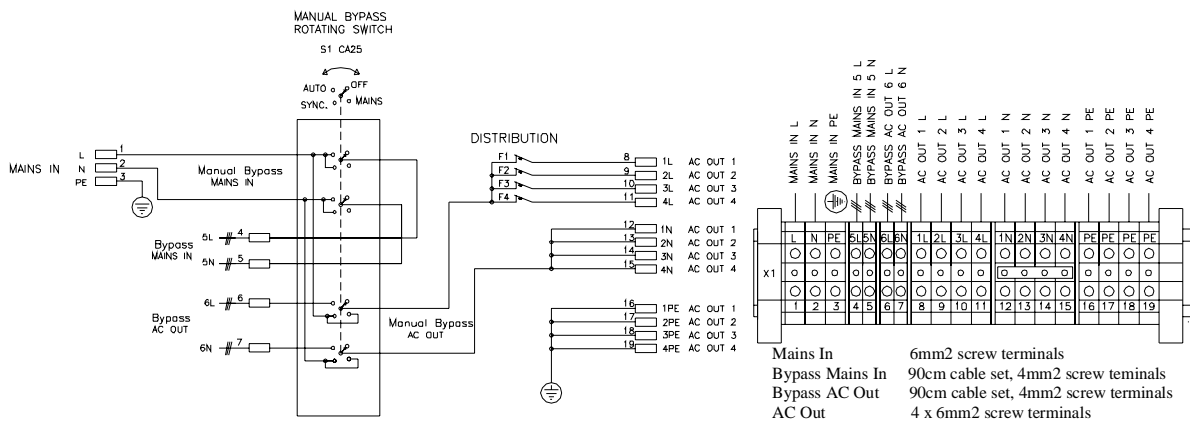 MANUAL BYPASS
ROTATING SWITCH
S1 CA25
AUTO OFF
SYNC. MAINS
MAINS IN
L 1
N 2
PE 3
Manual Bypass
MAINS IN
Bypass
MAINS IN
5L 4
5N 5
Bypass
AC OUT
6L 6
6N 7
Manual Bypass
AC OUT
DISTRIBUTION
F1 8 1L AC OUT 1
F2 9 2L AC OUT 2
F3 10 3L AC OUT 3
F4 11 4L AC OUT 4
12 1N AC OUT 1
13 2N AC OUT 2
14 3N AC OUT 3
15 4N AC OUT 4
16 1PE AC OUT 1
17 2PE AC OUT 2
18 3PE AC OUT 3
19 4PE AC OUT 4
MAINS IN L
MAINS IN N
MAINS IN PE
BYPASS MAINS IN 5 L
BYPASS MAINS IN 5 N
BYPASS AC OUT 6 L
BYPASS AC OUT 6 N
AC OUT 1 L
AC OUT 2 L
AC OUT 3 L
AC OUT 4 L
AC OUT 1 N
AC OUT 2 N
AC OUT 3 N
AC OUT 4 N
AC OUT 1 PE
AC OUT 2 PE
AC OUT 3 PE
AC OUT 4 PE
L N PE 5L 5N 6L 6N 1L 2L 3L 4L 1N 2N 3N 4N PE PE PE PE
X1
1 2 3 4 5 6 7 8 9 10 11 12 13 14 15 16 17 18 19
Mains In 6mm2 screw terminals
Bypass Mains In 90cm cable set, 4mm2 screw teminals
Bypass AC Out 90cm cable set, 4mm2 screw terminals
AC Out 4 x 6mm2 screw terminals